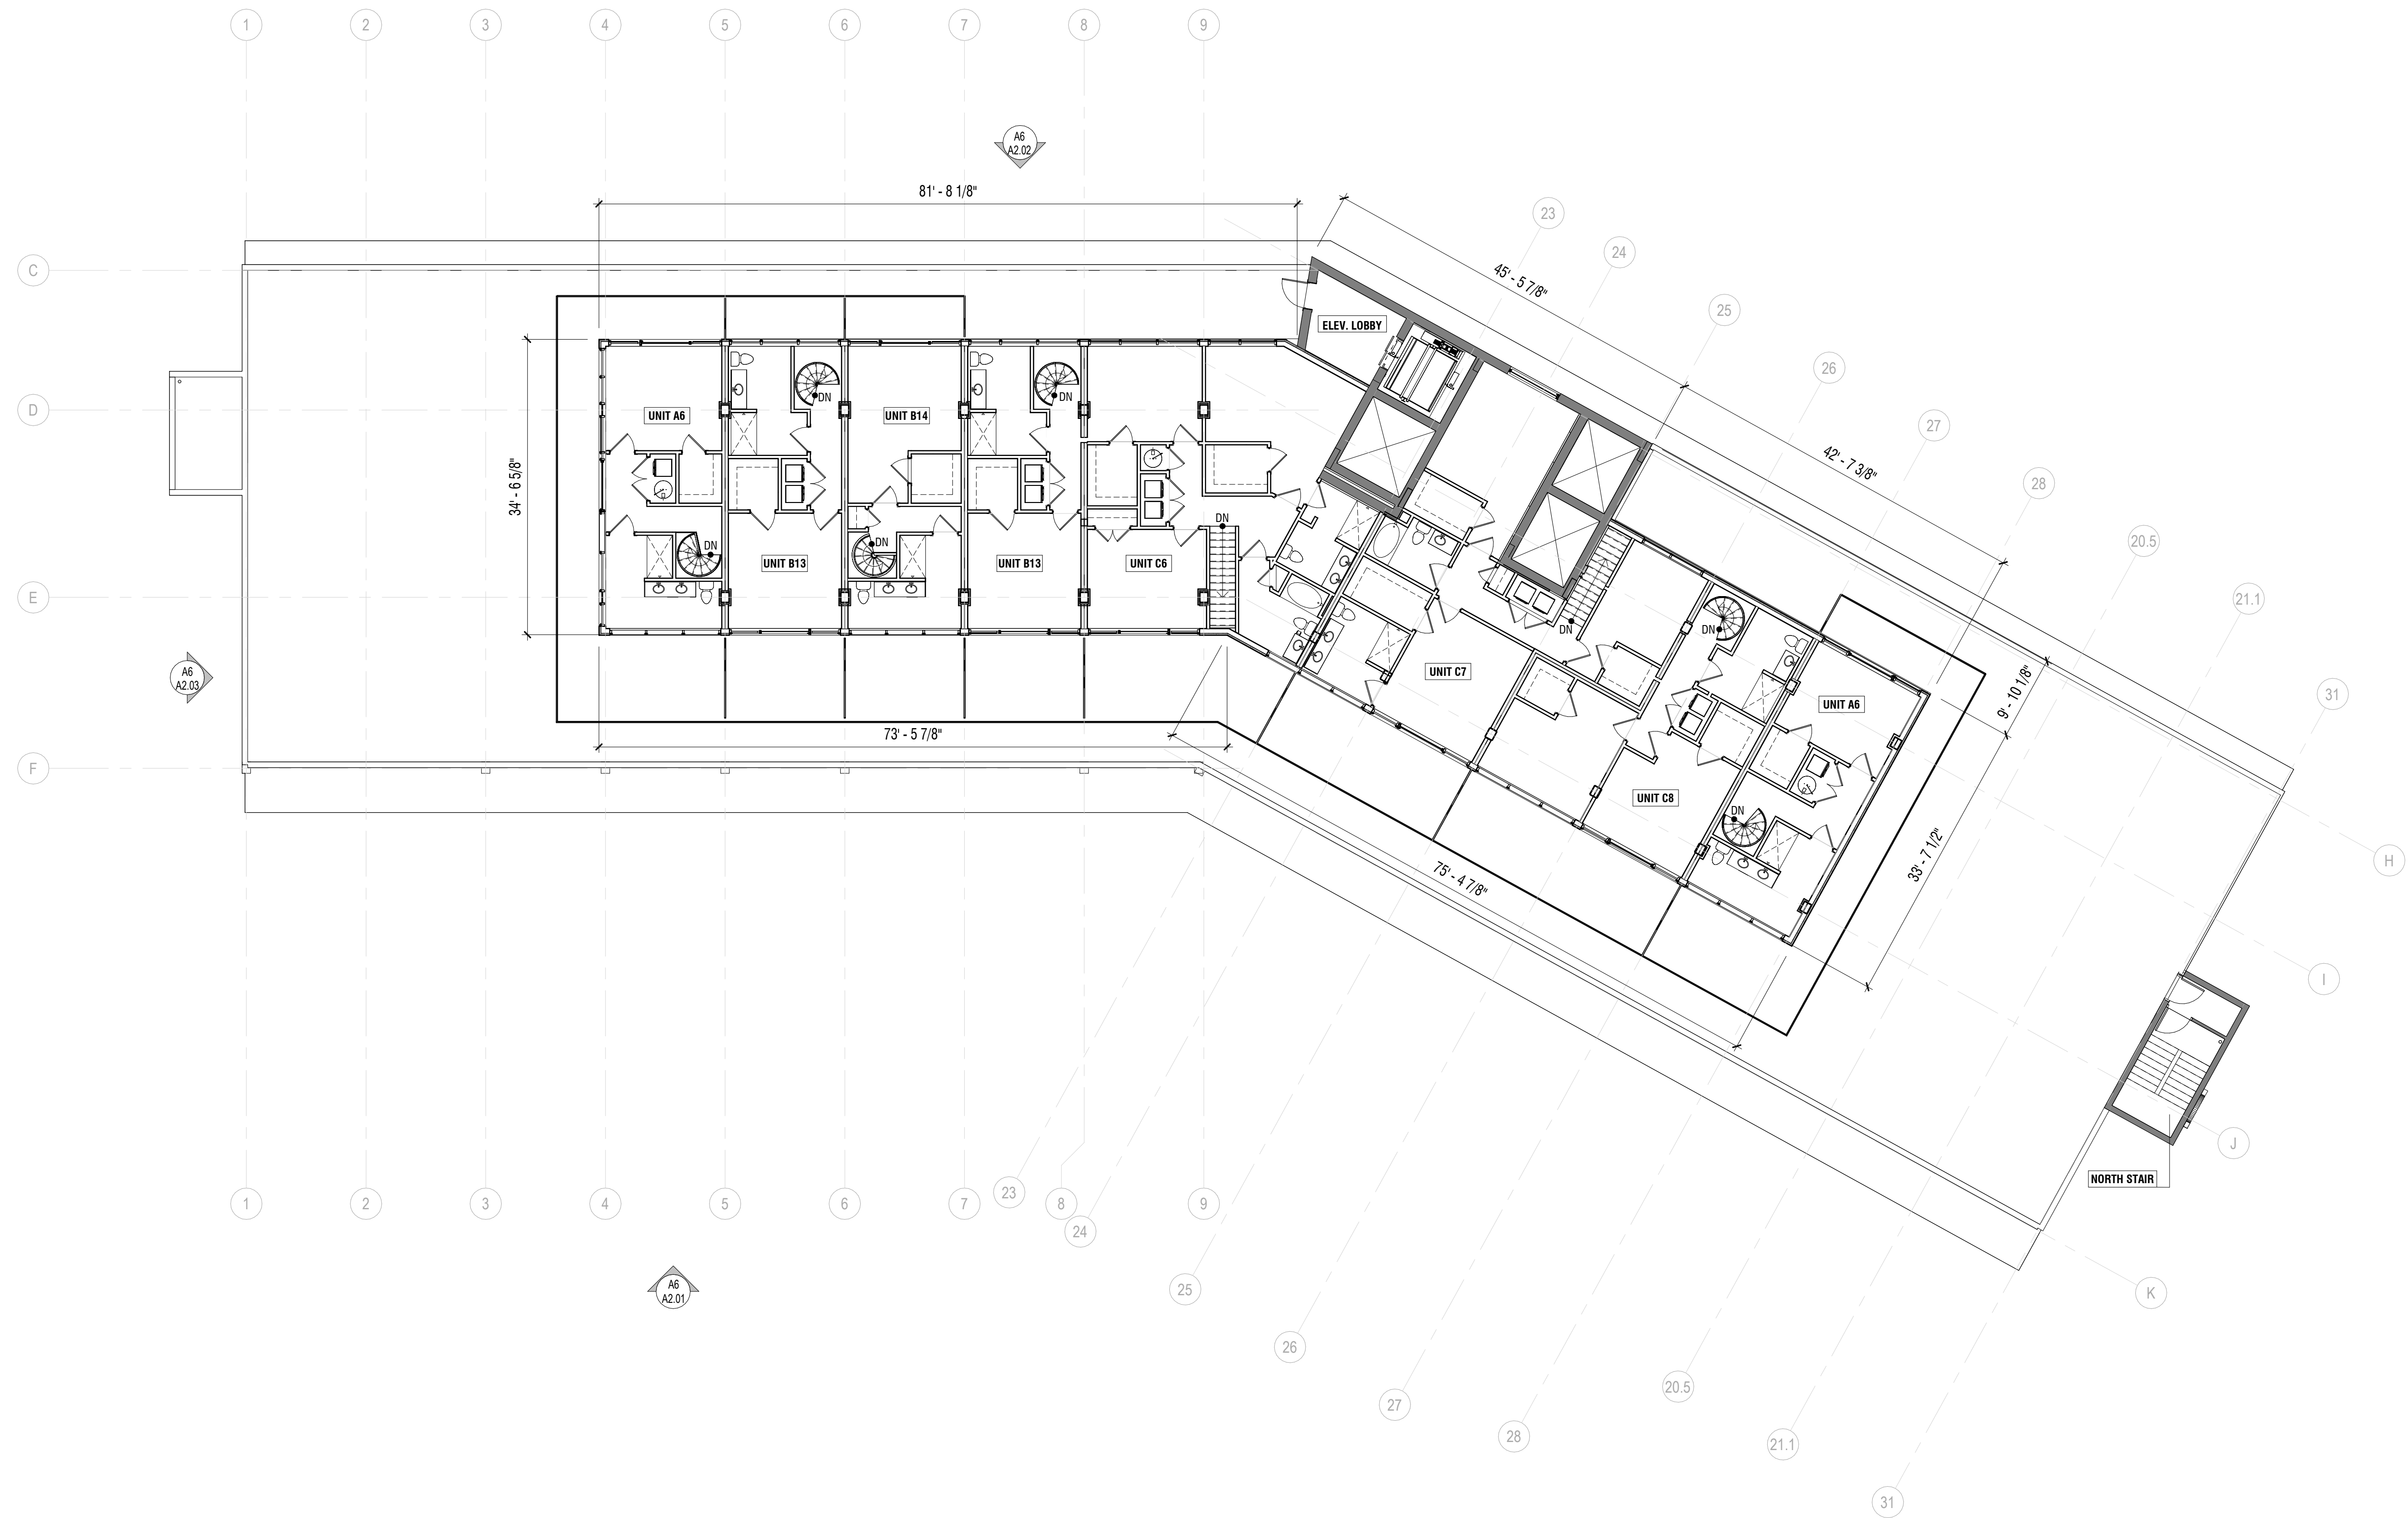 1 2 3 4 5 6 7 8 9
A6
A2.02
81' - 8 1/8"
23
24
45' - 5 7/8"
C
25
ELEV. LOBBY
26
D
UNIT A6
DN
UNIT B14
DN
27
42' - 7 3/8"
34' - 6 5/8"
28
DN
20.5
DN
DN
UNIT B13
UNIT B13
UNIT C6
E
21.1
DN
DN
A6
A2.03
UNIT C7
31
UNIT A6
9' - 10 1/8"
73' - 5 7/8"
F
UNIT C8
DN
33' - 7 1/2"
H
75' - 4 7/8"
I
J
NORTH STAIR
23
1 2 3 4 5 6 7 8 9
24
A6
A2.01
25
K
26
20.5
27
28
21.1
31